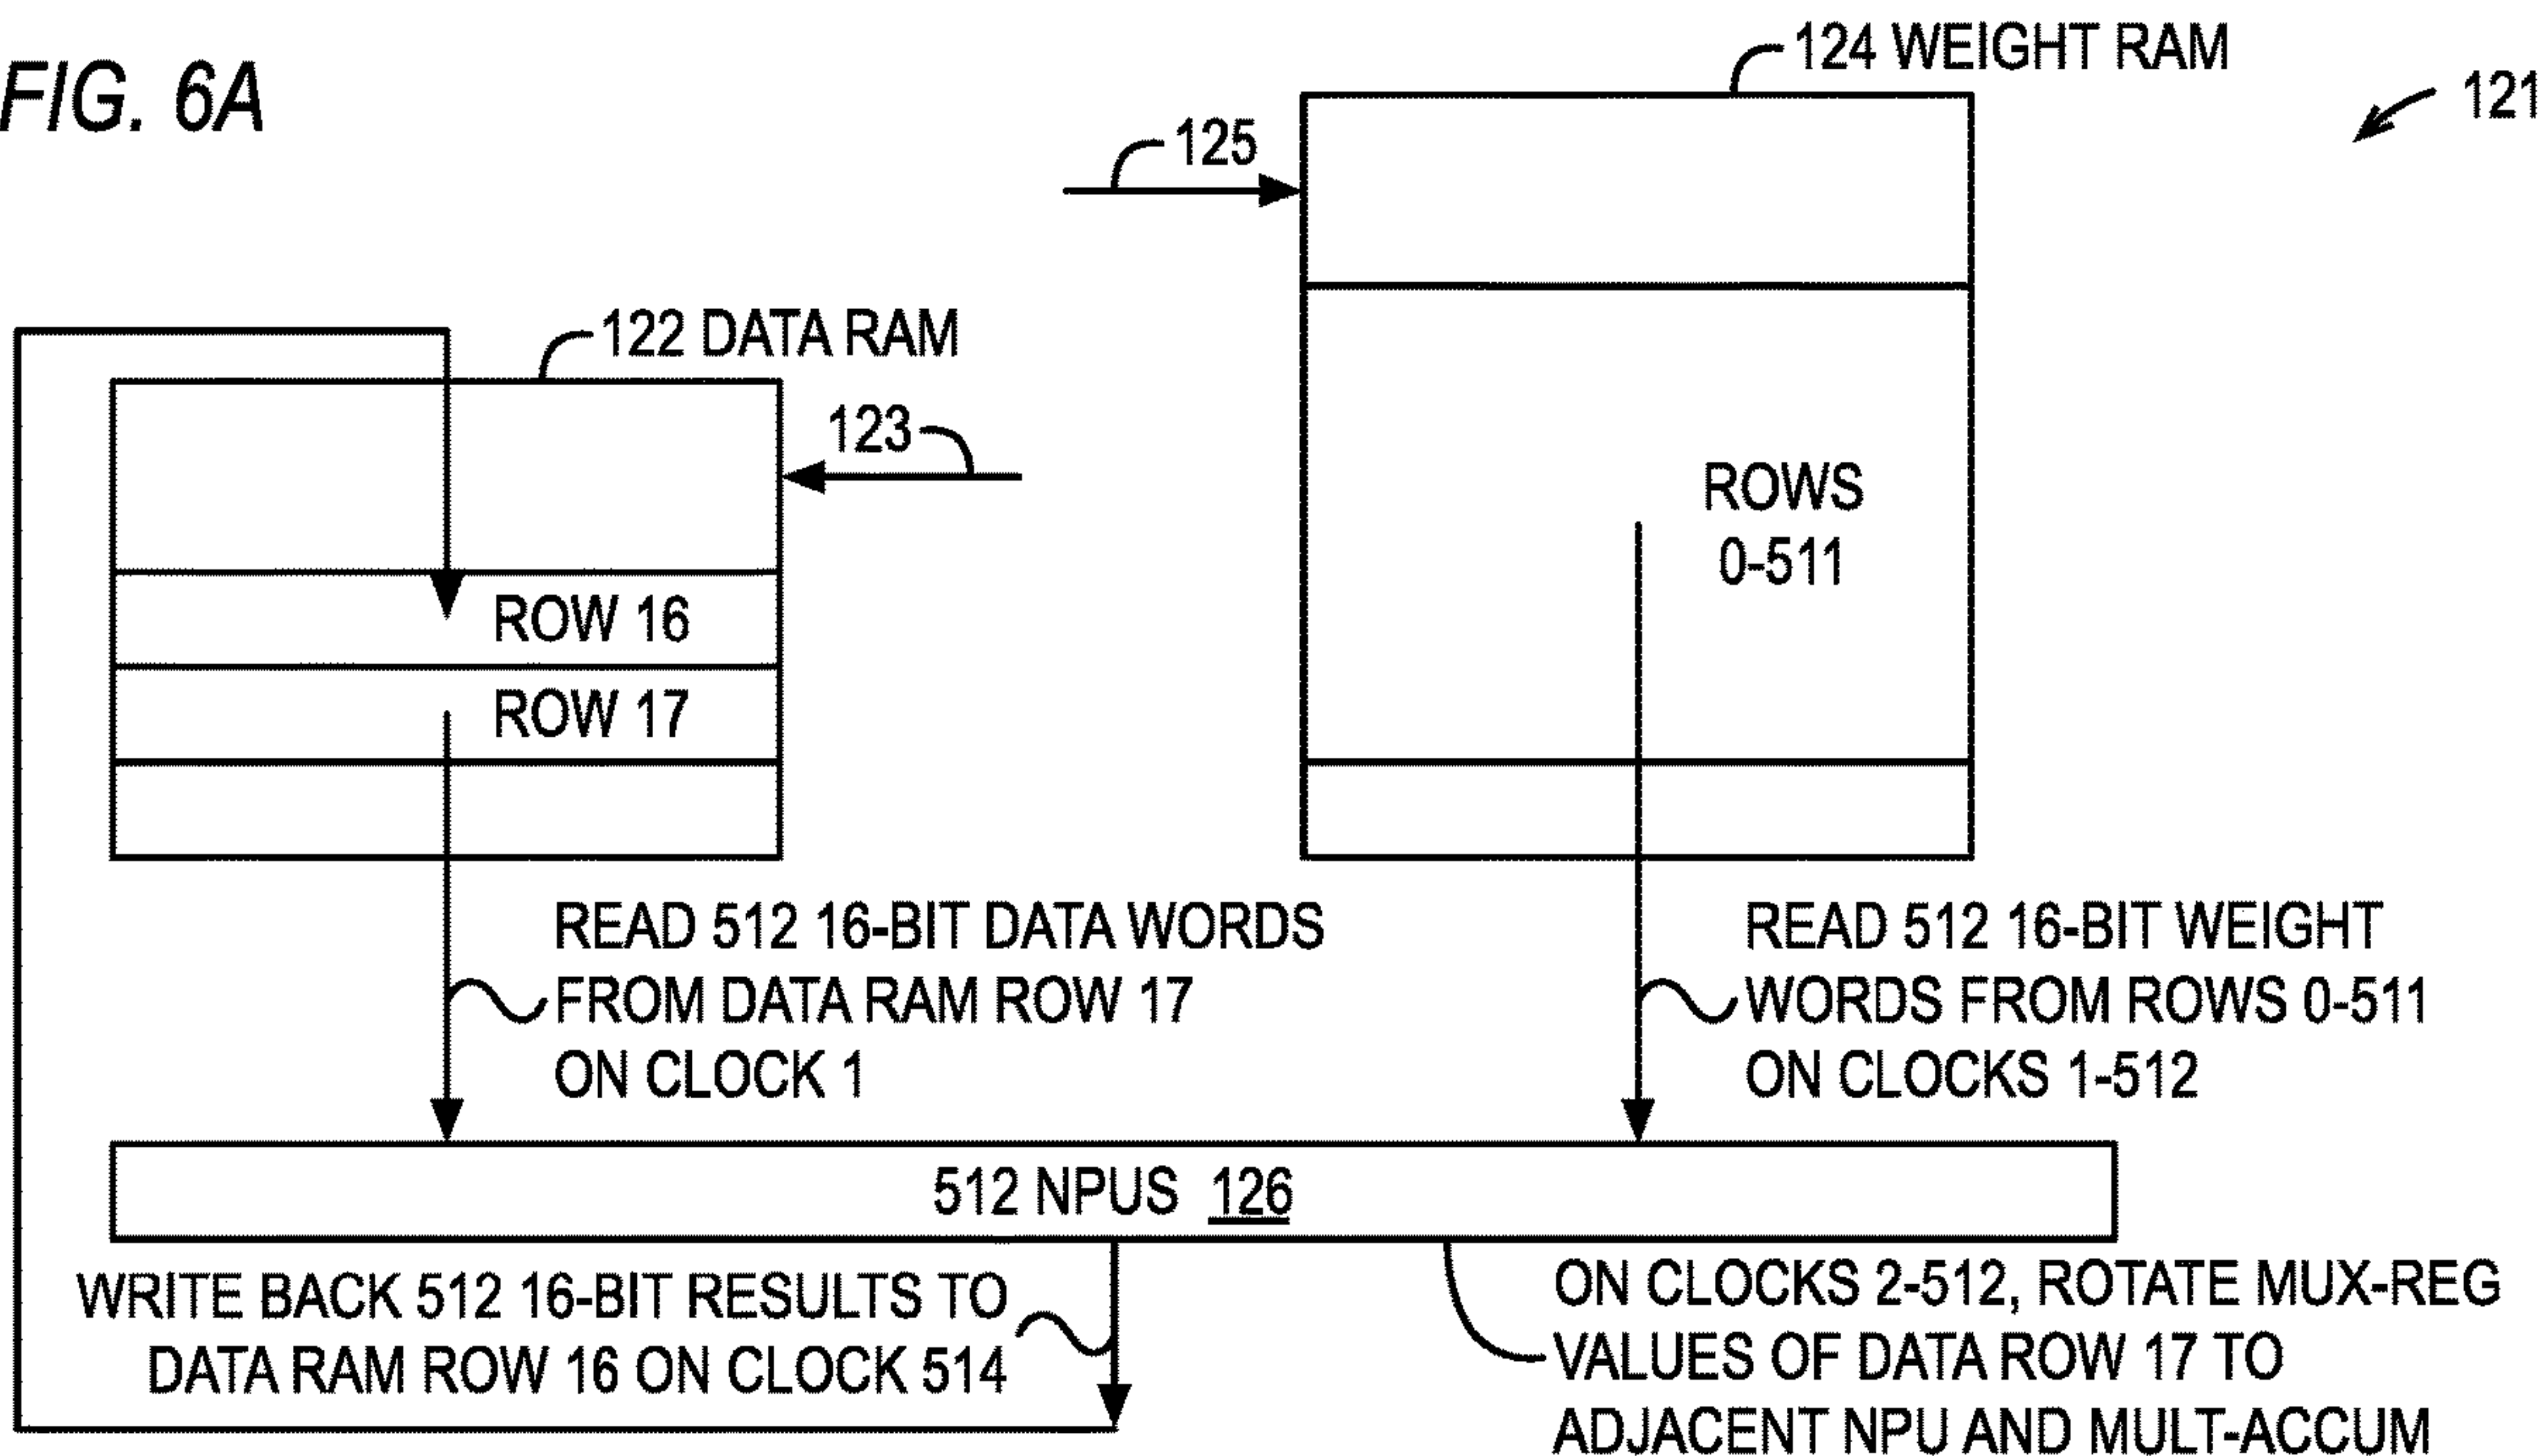 FIG. 6A
124 WEIGHT RAM
121
125
122 DATA RAM
123
ROWS
0-511
ROW 16
ROW 17
READ 512 16-BIT DATA WORDS
FROM DATA RAM ROW 17
ON CLOCK 1
READ 512 16-BIT WEIGHT
WORDS FROM ROWS 0-511
ON CLOCKS 1-512
512 NPUS 126
WRITE BACK 512 16-BIT RESULTS TO
DATA RAM ROW 16 ON CLOCK 514
ON CLOCKS 2-512, ROTATE MUX-REG
VALUES OF DATA ROW 17 TO
ADJACENT NPU AND MULT-ACCUM